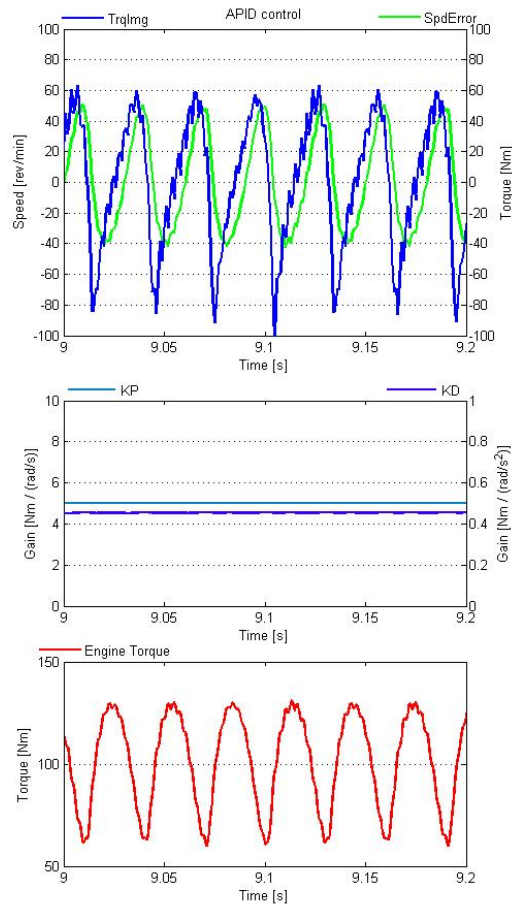 TrqImg APID control SpdError
100 100
80 80
60 60
40 40
20 20
0 0
-20 -20
-40 -40
-60 -60
-80 -80
-100 -100
Speed [rev/min]
Torque [Nm]
9 9.05 9.1 9.15 9.2
Time [s]
KP KD
10 1
8 0.8
6 0.6
4 0.4
2 0.2
0 0
Gain [Nm / (rad/s)]
Gain [Nm / (rad/s²)]
9 9.05 9.1 9.15 9.2
Time [s]
Engine Torque
150
100
50
Torque [Nm]
9 9.05 9.1 9.15 9.2
Time [s]